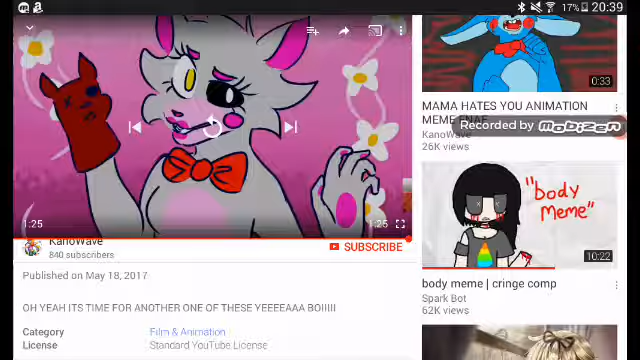 17% 20:39
1:25
1:25
KanoWave
840 subscribers
SUBSCRIBE
Published on May 18, 2017
OH YEAH ITS TIME FOR ANOTHER ONE OF THESE YEEEEAAA BOIIIII
Category Film & Animation
License Standard YouTube License
0:33
MAMA HATES YOU ANIMATION
MEME FNAF
KanoWave
26K views
Recorded by MOBIZEN
"body
meme"
10:22
body meme | cringe comp
Spark Bot
62K views